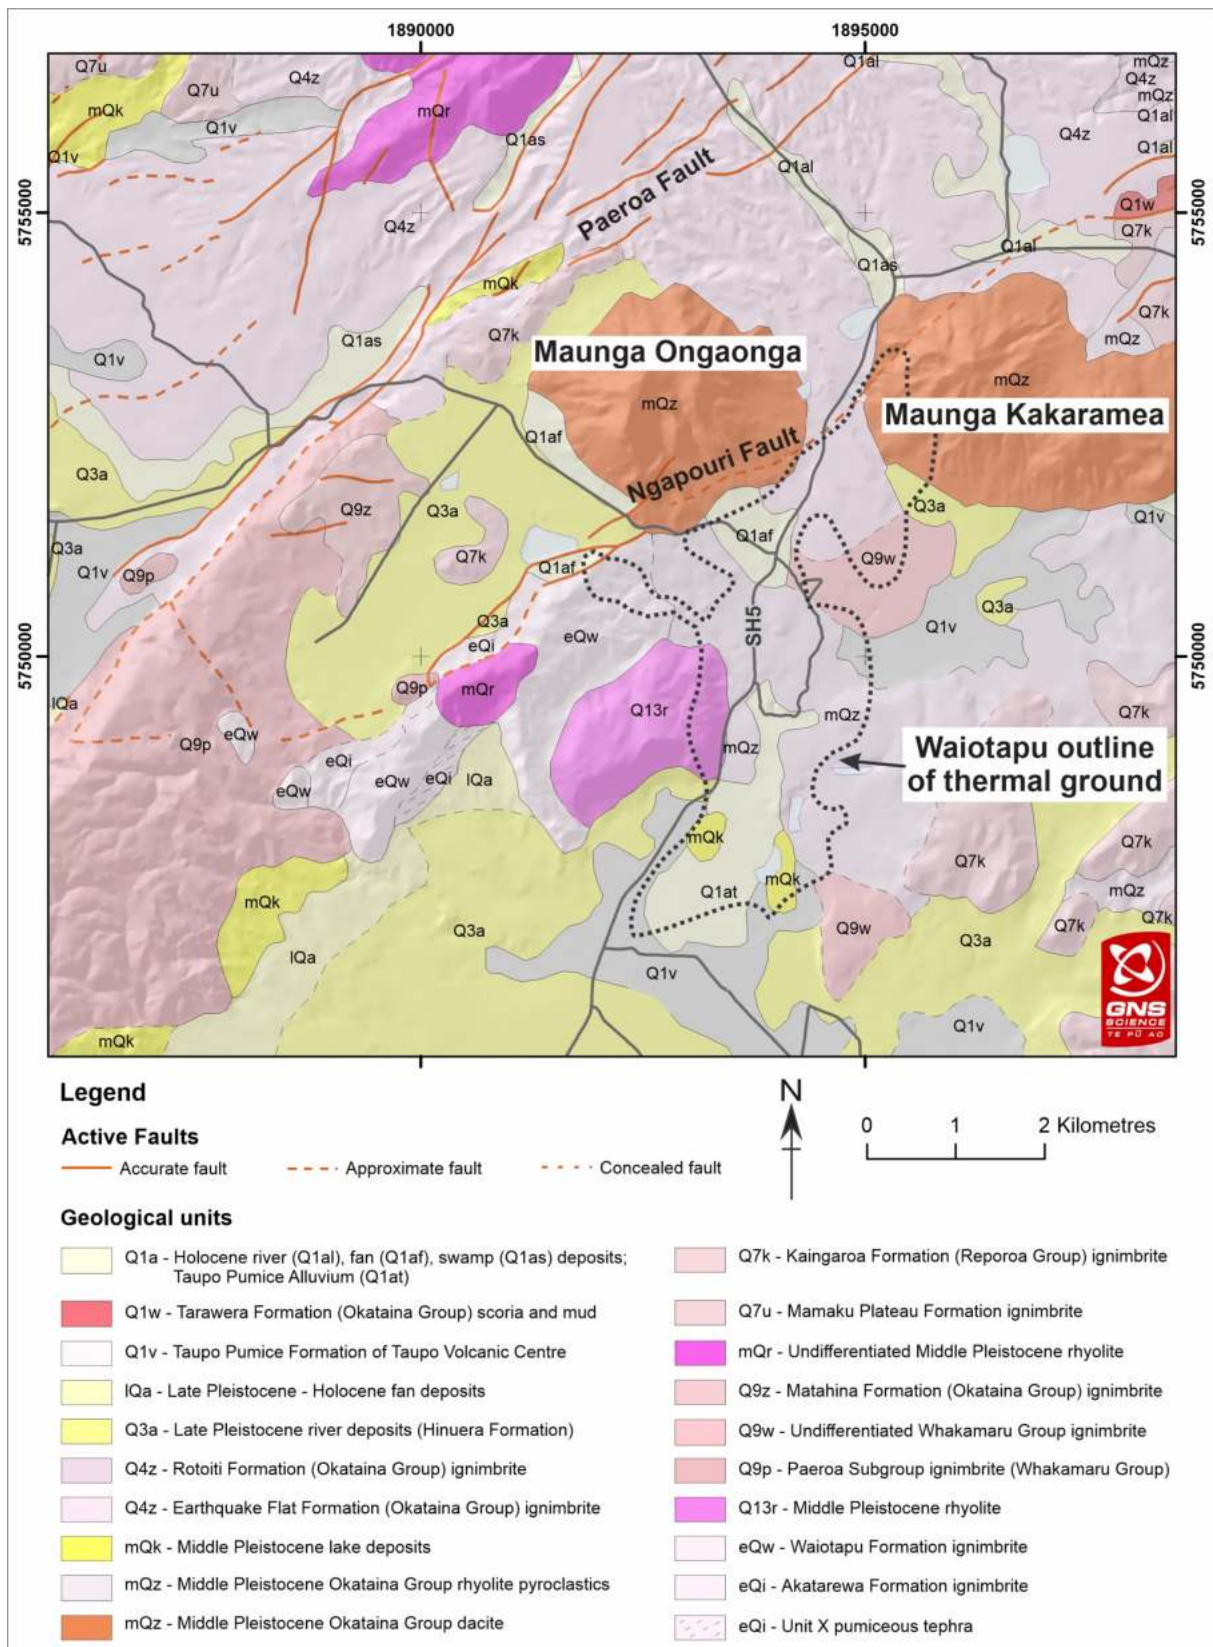 1890000
1895000
Q7u
Q4z
Q1al
mQz
Q4z
mQz
mQk
Q7u
mQr
Q1al
Q1v
Q1as
Q4z
Q1v
Q1al
Q1al
Paeroa Fault
5755000
5755000
Q1w
Q4z
Q7k
Q1al
Q1as
mQk
Q7k
Q7k
Q1as
mQz
Q1v
Maunga Ongaonga
mQz
mQz
Maunga Kakaramea
Q1af
Ngapouri Fault
Q3a
Q9z
Q3a
Q3a
Q1v
Q1af
Q3a
Q7k
Q9w
Q1v
Q9p
Q1af
Q3a
SH5
Q3a
Q1v
eQw
eQi
5750000
5750000
Q9p
mQr
lQa
Q13r
mQz
Q7k
eQw
Q9p
mQz
Waiotapu outline
of thermal ground
eQi
eQw
eQw
eQi
lQa
mQk
Q7k
Q7k
mQk
Q1at
mQz
mQk
Q3a
Q9w
Q7k
Q7k
Q3a
lQa
Q1v
GNS
SCIENCE
TE PŪ AO
Q1v
mQk
Legend
N
0 1 2 Kilometres
Active Faults
Accurate fault
Approximate fault
Concealed fault
Geological units
Q1a - Holocene river (Q1al), fan (Q1af), swamp (Q1as) deposits;
Taupo Pumice Alluvium (Q1at)
Q1w - Tarawera Formation (Okataina Group) scoria and mud
Q1v - Taupo Pumice Formation of Taupo Volcanic Centre
lQa - Late Pleistocene - Holocene fan deposits
Q3a - Late Pleistocene river deposits (Hinuera Formation)
Q4z - Rotoiti Formation (Okataina Group) ignimbrite
Q4z - Earthquake Flat Formation (Okataina Group) ignimbrite
mQk - Middle Pleistocene lake deposits
mQz - Middle Pleistocene Okataina Group rhyolite pyroclastics
mQz - Middle Pleistocene Okataina Group dacite
Q7k - Kaingaroa Formation (Reporoa Group) ignimbrite
Q7u - Mamaku Plateau Formation ignimbrite
mQr - Undifferentiated Middle Pleistocene rhyolite
Q9z - Matahina Formation (Okataina Group) ignimbrite
Q9w - Undifferentiated Whakamaru Group ignimbrite
Q9p - Paeroa Subgroup ignimbrite (Whakamaru Group)
Q13r - Middle Pleistocene rhyolite
eQw - Waiotapu Formation ignimbrite
eQi - Akatarewa Formation ignimbrite
eQi - Unit X pumiceous tephra